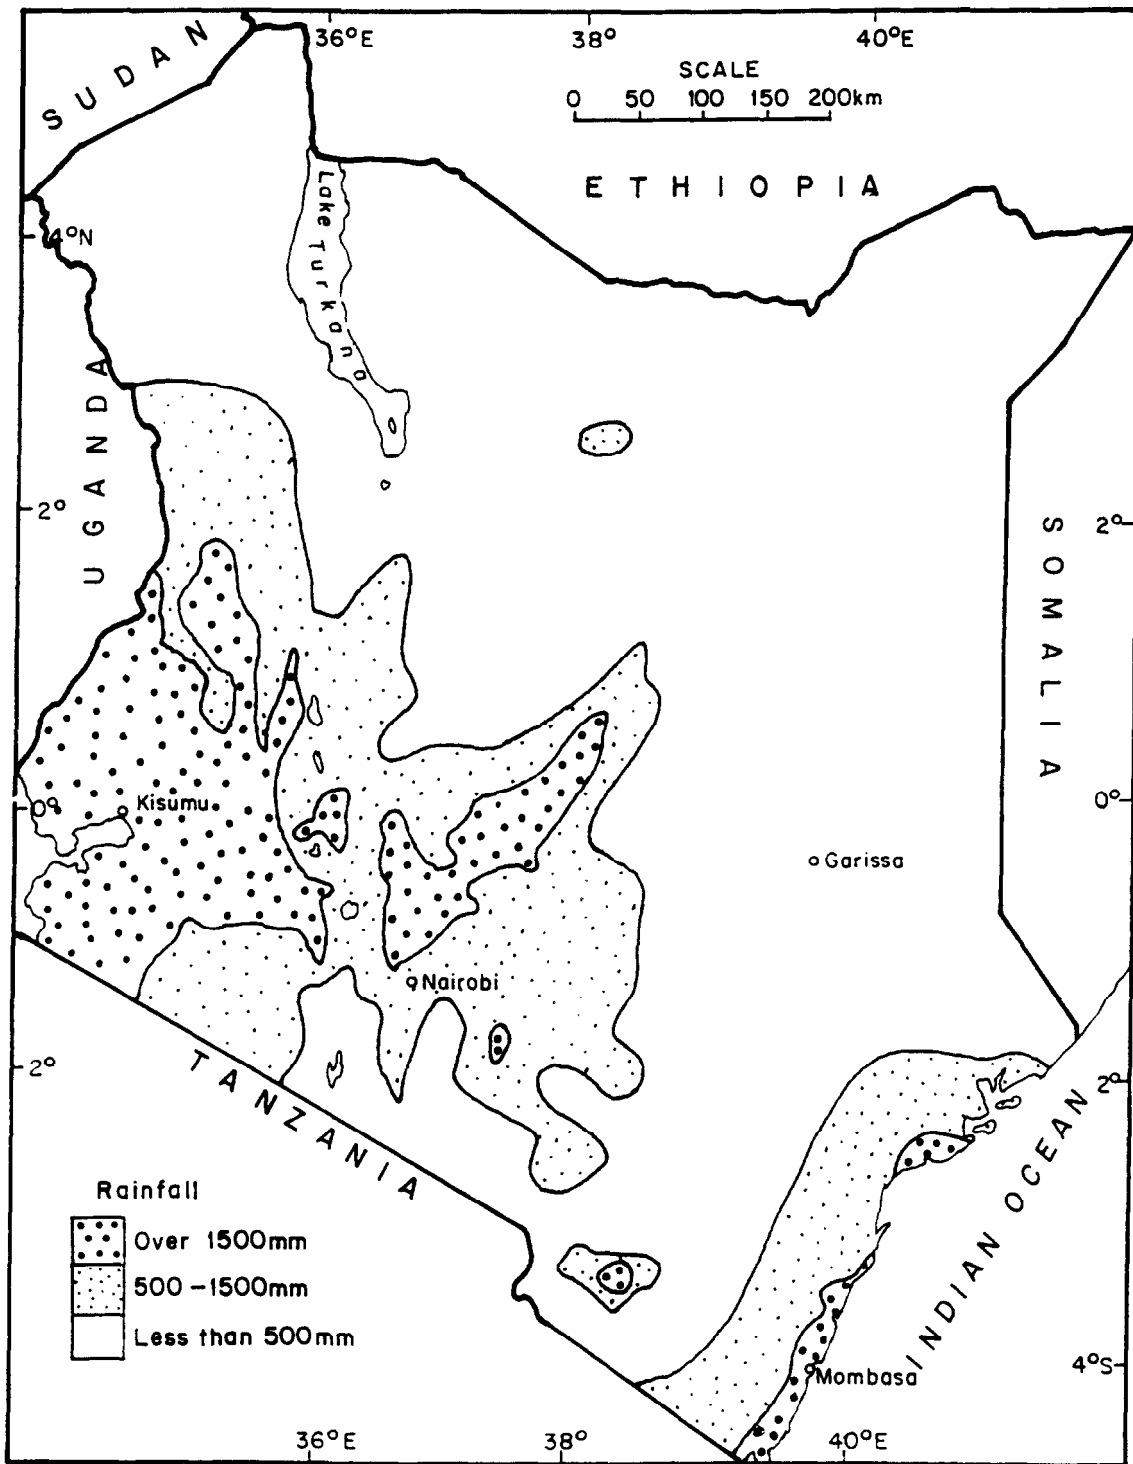 36°E 38° 40°E
SUDAN
SCALE
0 50 100 150 200km
ETHIOPIA
Lake Turkana
4°N
UGANDA
2° 2°
SOMALIA
0° Kisumu 0°
Garissa
Nairobi
2° 2°
TANZANIA
INDIAN OCEAN
Rainfall
Over 1500mm
500-1500mm
Less than 500mm
4°S
Mombasa
36°E 38° 40°E